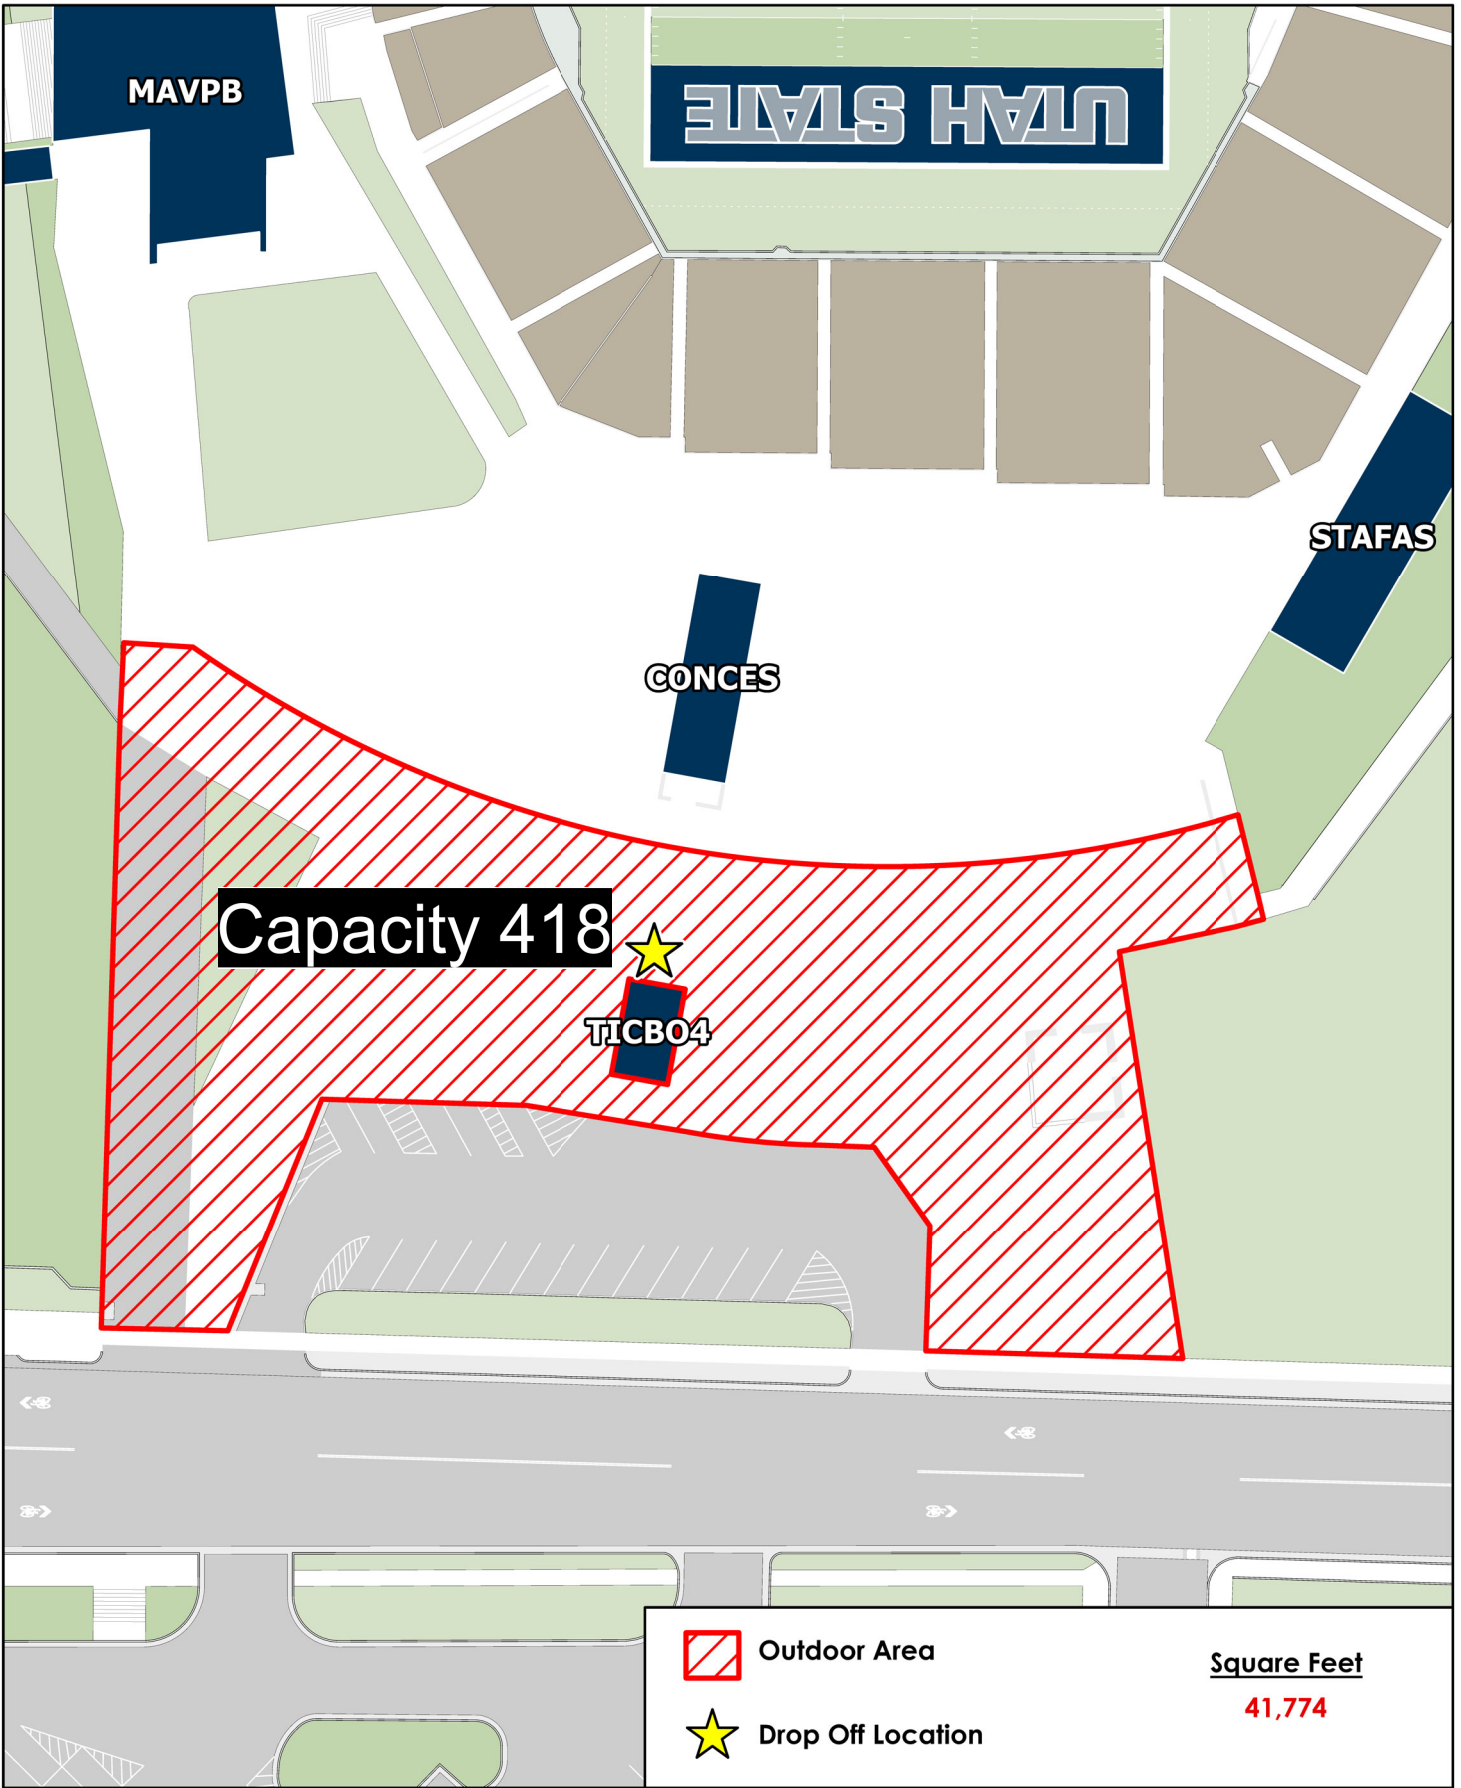 MAVPB
UTAH STATE
STAFAS
CONCES
Capacity 418
TICBO4
Outdoor Area
Drop Off Location
Square Feet
41,774